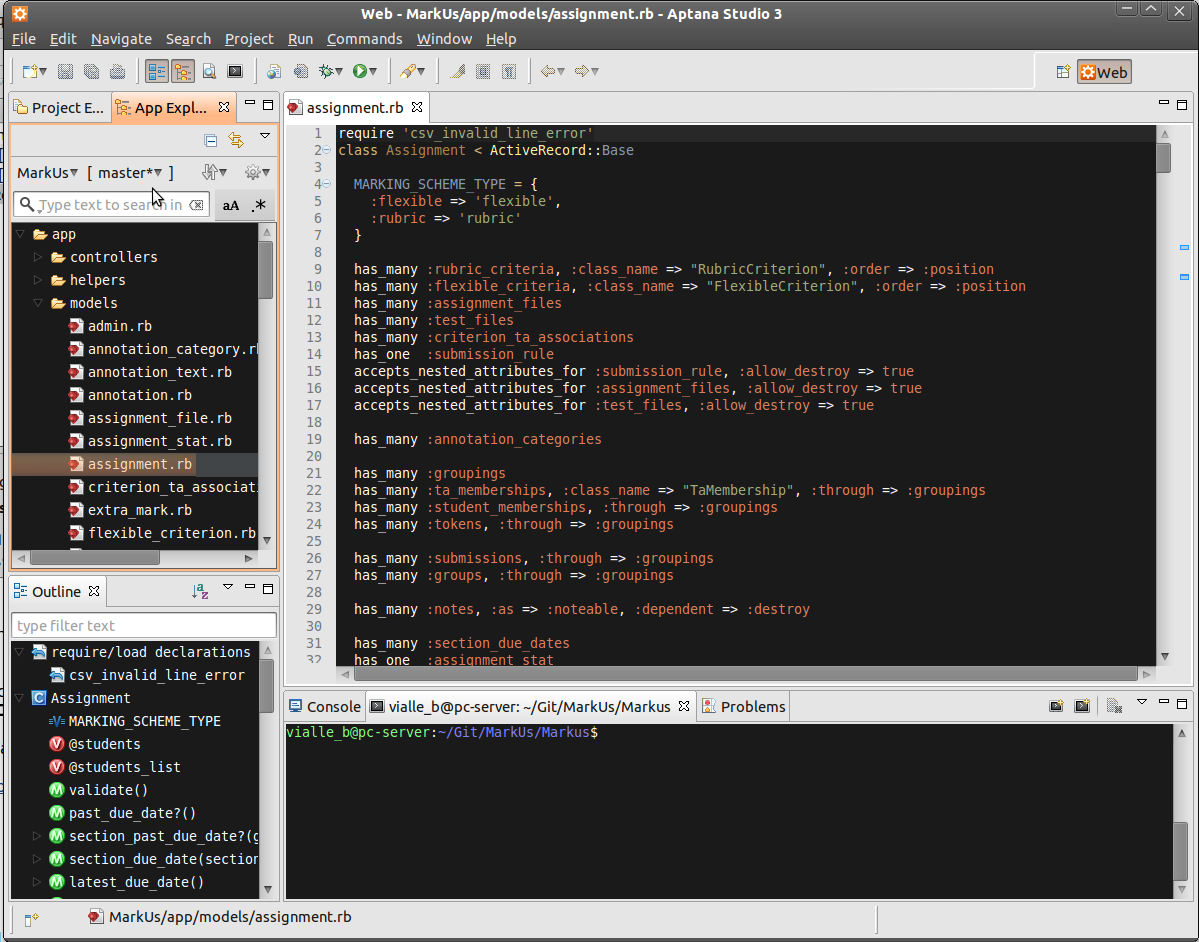 Web - MarkUs/app/models/assignment.rb - Aptana Studio 3
File Edit Navigate Search Project Run Commands Window Help
Web
Project E... App Expl...
MarkUs [ master* ]
Type text to search in
aA .*
app
controllers
helpers
models
admin.rb
annotation_category.r
annotation_text.rb
annotation.rb
assignment_file.rb
assignment_stat.rb
assignment.rb
criterion_ta_associat
extra_mark.rb
flexible_criterion.rb
Outline
type filter text
require/load declarations
csv_invalid_line_error
Assignment
MARKING_SCHEME_TYPE
@students
@students_list
validate()
past_due_date?()
section_past_due_date?(g
section_due_date(section
latest_due_date()
assignment.rb
1 require 'csv_invalid_line_error'
2 class Assignment < ActiveRecord::Base
3
4 MARKING_SCHEME_TYPE = {
5 :flexible => 'flexible',
6 :rubric => 'rubric'
7 }
8
9 has_many :rubric_criteria, :class_name => "RubricCriterion", :order => :position
10 has_many :flexible_criteria, :class_name => "FlexibleCriterion", :order => :position
11 has_many :assignment_files
12 has_many :test_files
13 has_many :criterion_ta_associations
14 has_one :submission_rule
15 accepts_nested_attributes_for :submission_rule, :allow_destroy => true
16 accepts_nested_attributes_for :assignment_files, :allow_destroy => true
17 accepts_nested_attributes_for :test_files, :allow_destroy => true
18
19 has_many :annotation_categories
20
21 has_many :groupings
22 has_many :ta_memberships, :class_name => "TaMembership", :through => :groupings
23 has_many :student_memberships, :through => :groupings
24 has_many :tokens, :through => :groupings
25
26 has_many :submissions, :through => :groupings
27 has_many :groups, :through => :groupings
28
29 has_many :notes, :as => :noteable, :dependent => :destroy
30
31 has_many :section_due_dates
32 has_one :assignment_stat
Console vialle_b@pc-server: ~/Git/MarkUs/Markus Problems
vialle_b@pc-server:~/Git/MarkUs/Markus$
MarkUs/app/models/assignment.rb